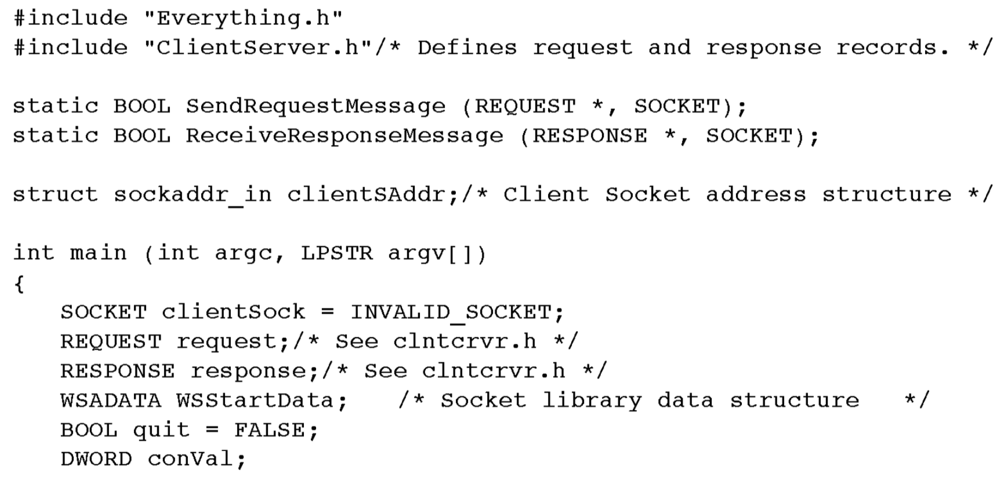 #include "Everything.h"
#include "ClientServer.h"/* Defines request and response records. */
static BOOL SendRequestMessage (REQUEST *, SOCKET);
static BOOL ReceiveResponseMessage (RESPONSE *, SOCKET);
struct sockaddr_in clientSAddr;/* Client Socket address structure */
int main (int argc, LPSTR argv[])
{
    SOCKET clientSock = INVALID_SOCKET;
    REQUEST request;/* See clntcrvr.h */
    RESPONSE response;/* See clntcrvr.h */
    WSADATA WSStartData;   /* Socket library data structure   */
    BOOL quit = FALSE;
    DWORD conVal;